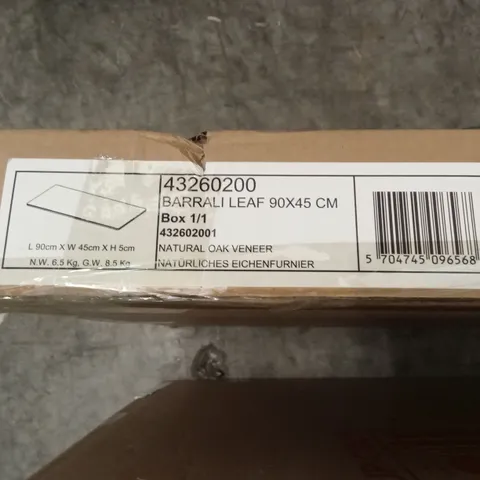 43260200
BARRALI LEAF 90X45 CM
Box 1/1
432602001
NATURAL OAK VENEER
NATÜRLICHES EICHENFURNIER
L 90cm X W 45cm X H 5cm
N.W. 6.5 Kg, G.W. 8.5 Kg
5 704745 096568